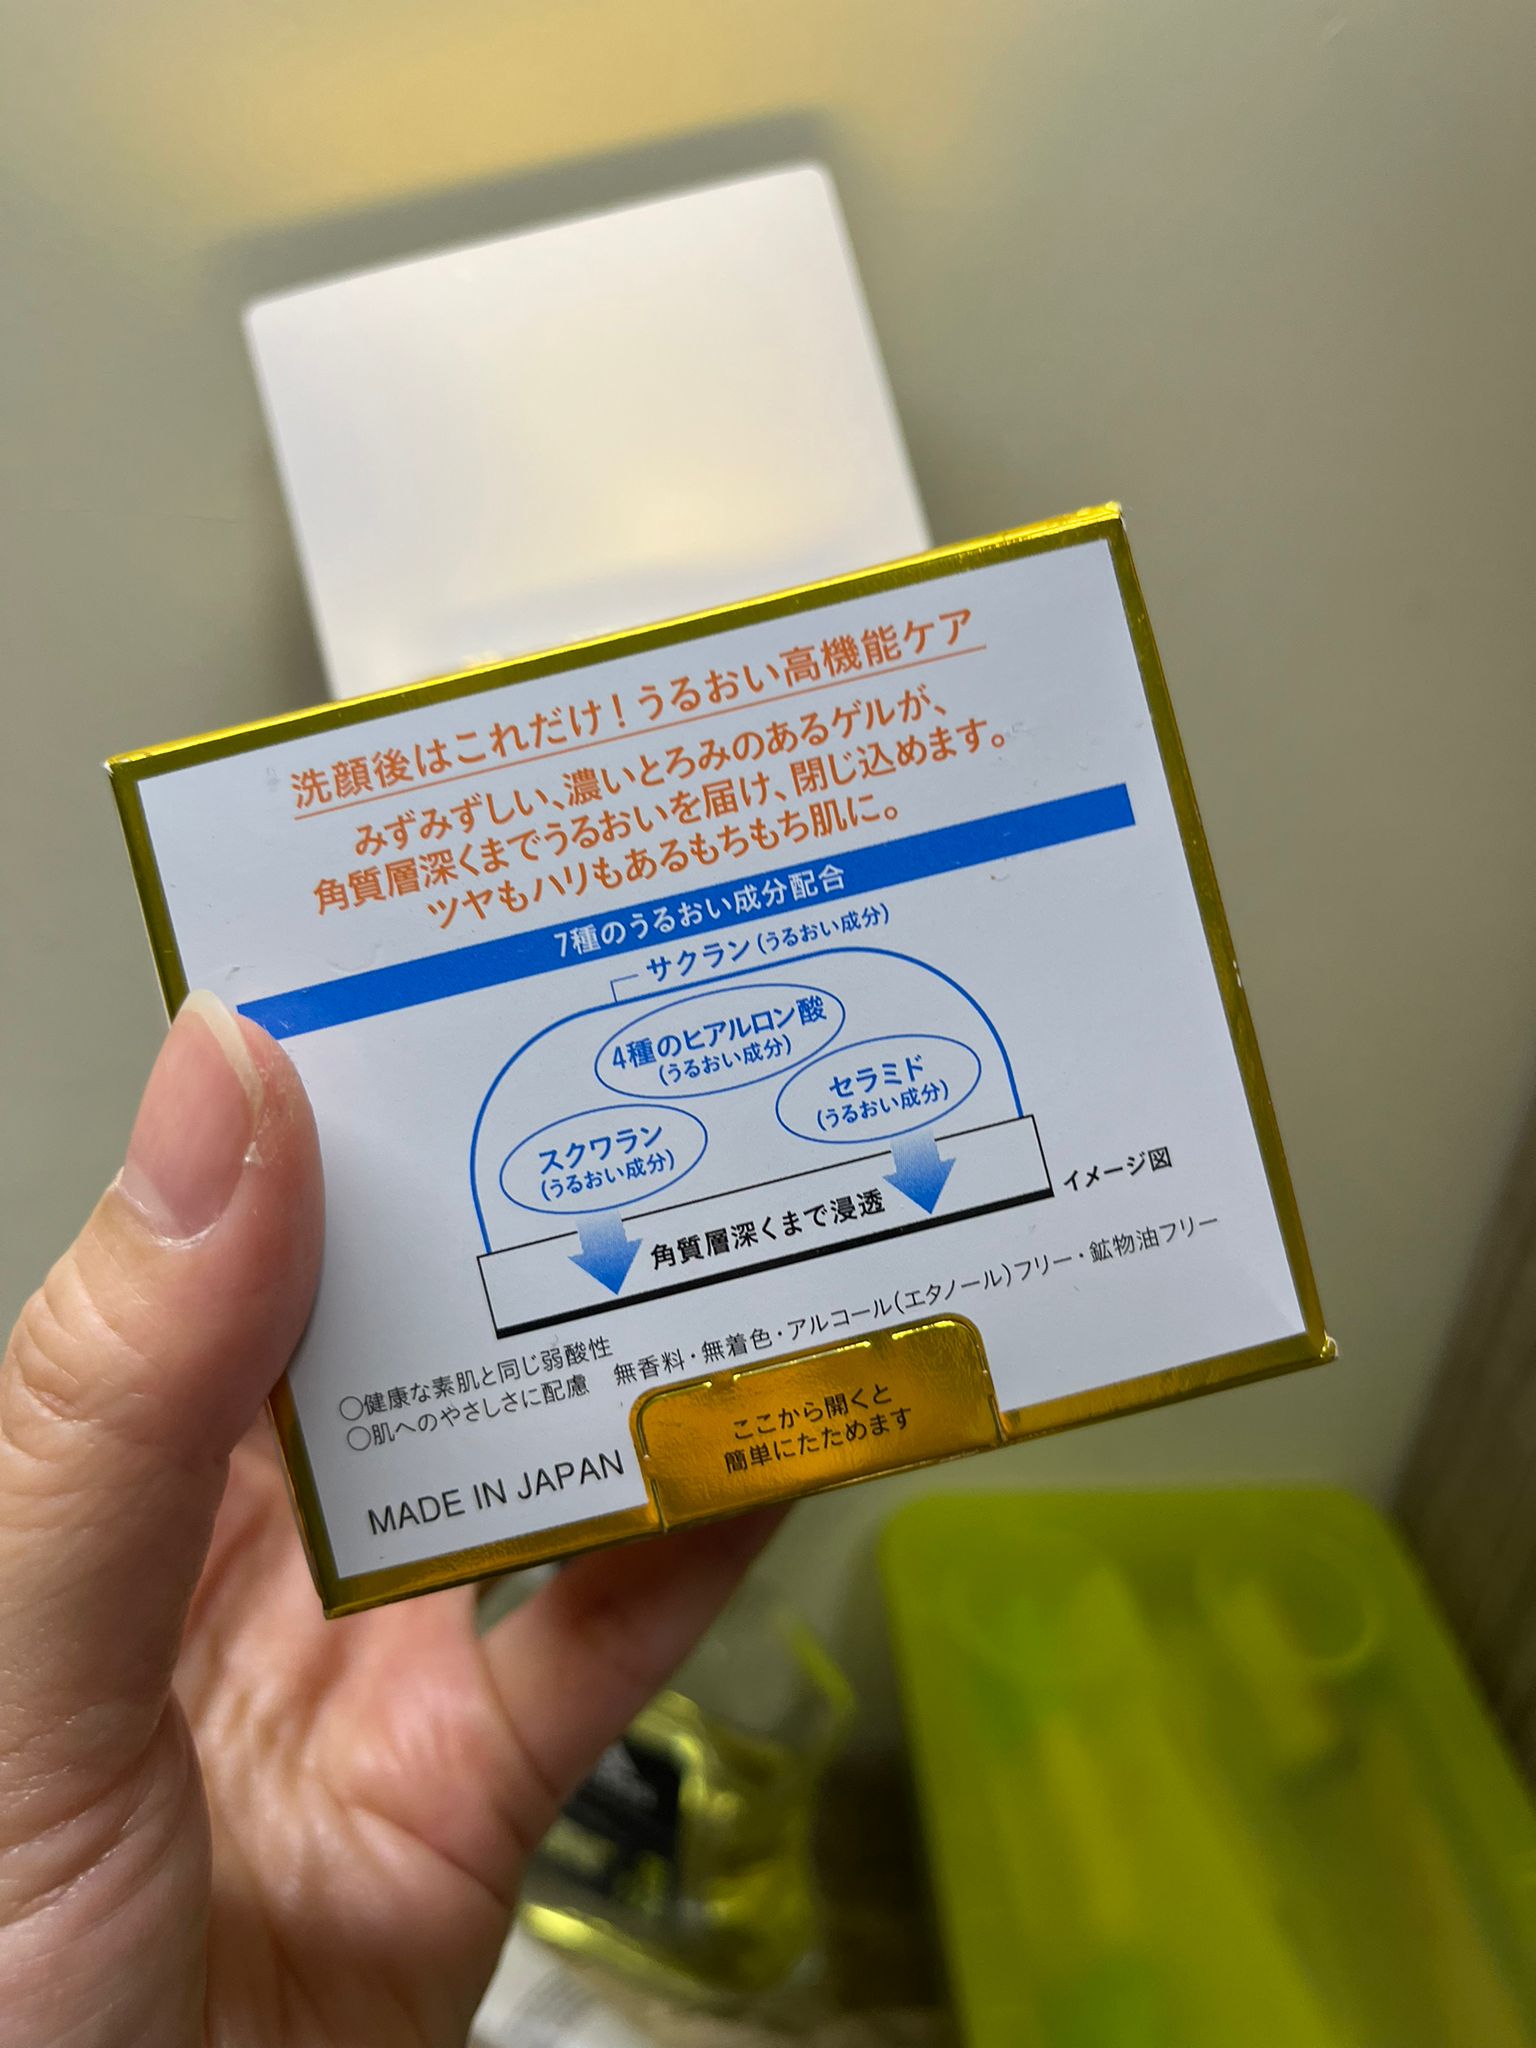 洗顔後はこれだけ！うるおい高機能ケア
みずみずしい、濃いとろみのあるゲルが、
角質層深くまでうるおいを届け、閉じ込めます。
ツヤもハリもあるもちもち肌に。
7種のうるおい成分配合
サクラン(うるおい成分)
4種のヒアルロン酸
(うるおい成分)
セラミド
(うるおい成分)
スクワラン
(うるおい成分)
角質層深くまで浸透
イメージ図
○健康な素肌と同じ弱酸性
○肌へのやさしさに配慮 無香料・無着色・アルコール(エタノール)フリー・鉱物油フリー
MADE IN JAPAN
ここから開くと
簡単にたためます